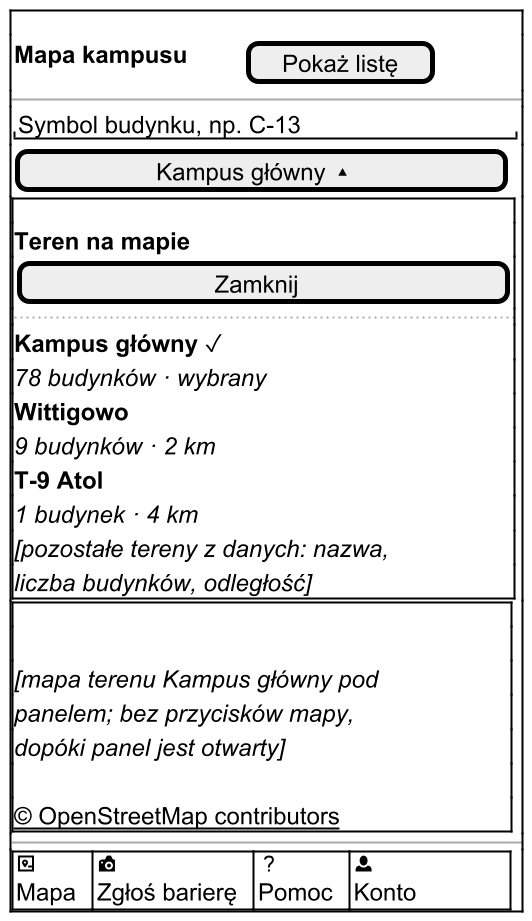 Mapa kampusu
Pokaż listę
Symbol budynku, np. C-13
Kampus główny ▲
Teren na mapie
Zamknij
Kampus główny ✓
78 budynków · wybrany
Wittigowo
9 budynków · 2 km
T-9 Atol
1 budynek · 4 km
[pozostałe tereny z danych: nazwa,
liczba budynków, odległość]
[mapa terenu Kampus główny pod
panelem; bez przycisków mapy,
dopóki panel jest otwarty]
© OpenStreetMap contributors
?
Mapa
Zgłoś barierę
Pomoc
Konto